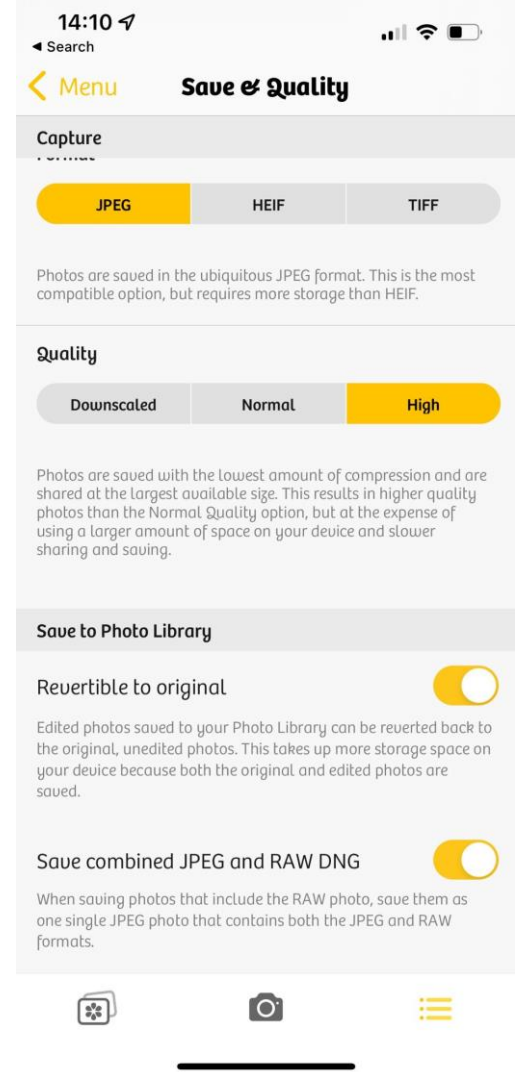 14:10
◀ Search
Menu
Save & Quality
Capture
Format
JPEG HEIF TIFF
Photos are saved in the ubiquitous JPEG format. This is the most
compatible option, but requires more storage than HEIF.
Quality
Downscaled Normal High
Photos are saved with the lowest amount of compression and are
shared at the largest available size. This results in higher quality
photos than the Normal Quality option, but at the expense of
using a larger amount of space on your device and slower
sharing and saving.
Save to Photo Library
Revertible to original
Edited photos saved to your Photo Library can be reverted back to
the original, unedited photos. This takes up more storage space on
your device because both the original and edited photos are
saved.
Save combined JPEG and RAW DNG
When saving photos that include the RAW photo, save them as
one single JPEG photo that contains both the JPEG and RAW
formats.